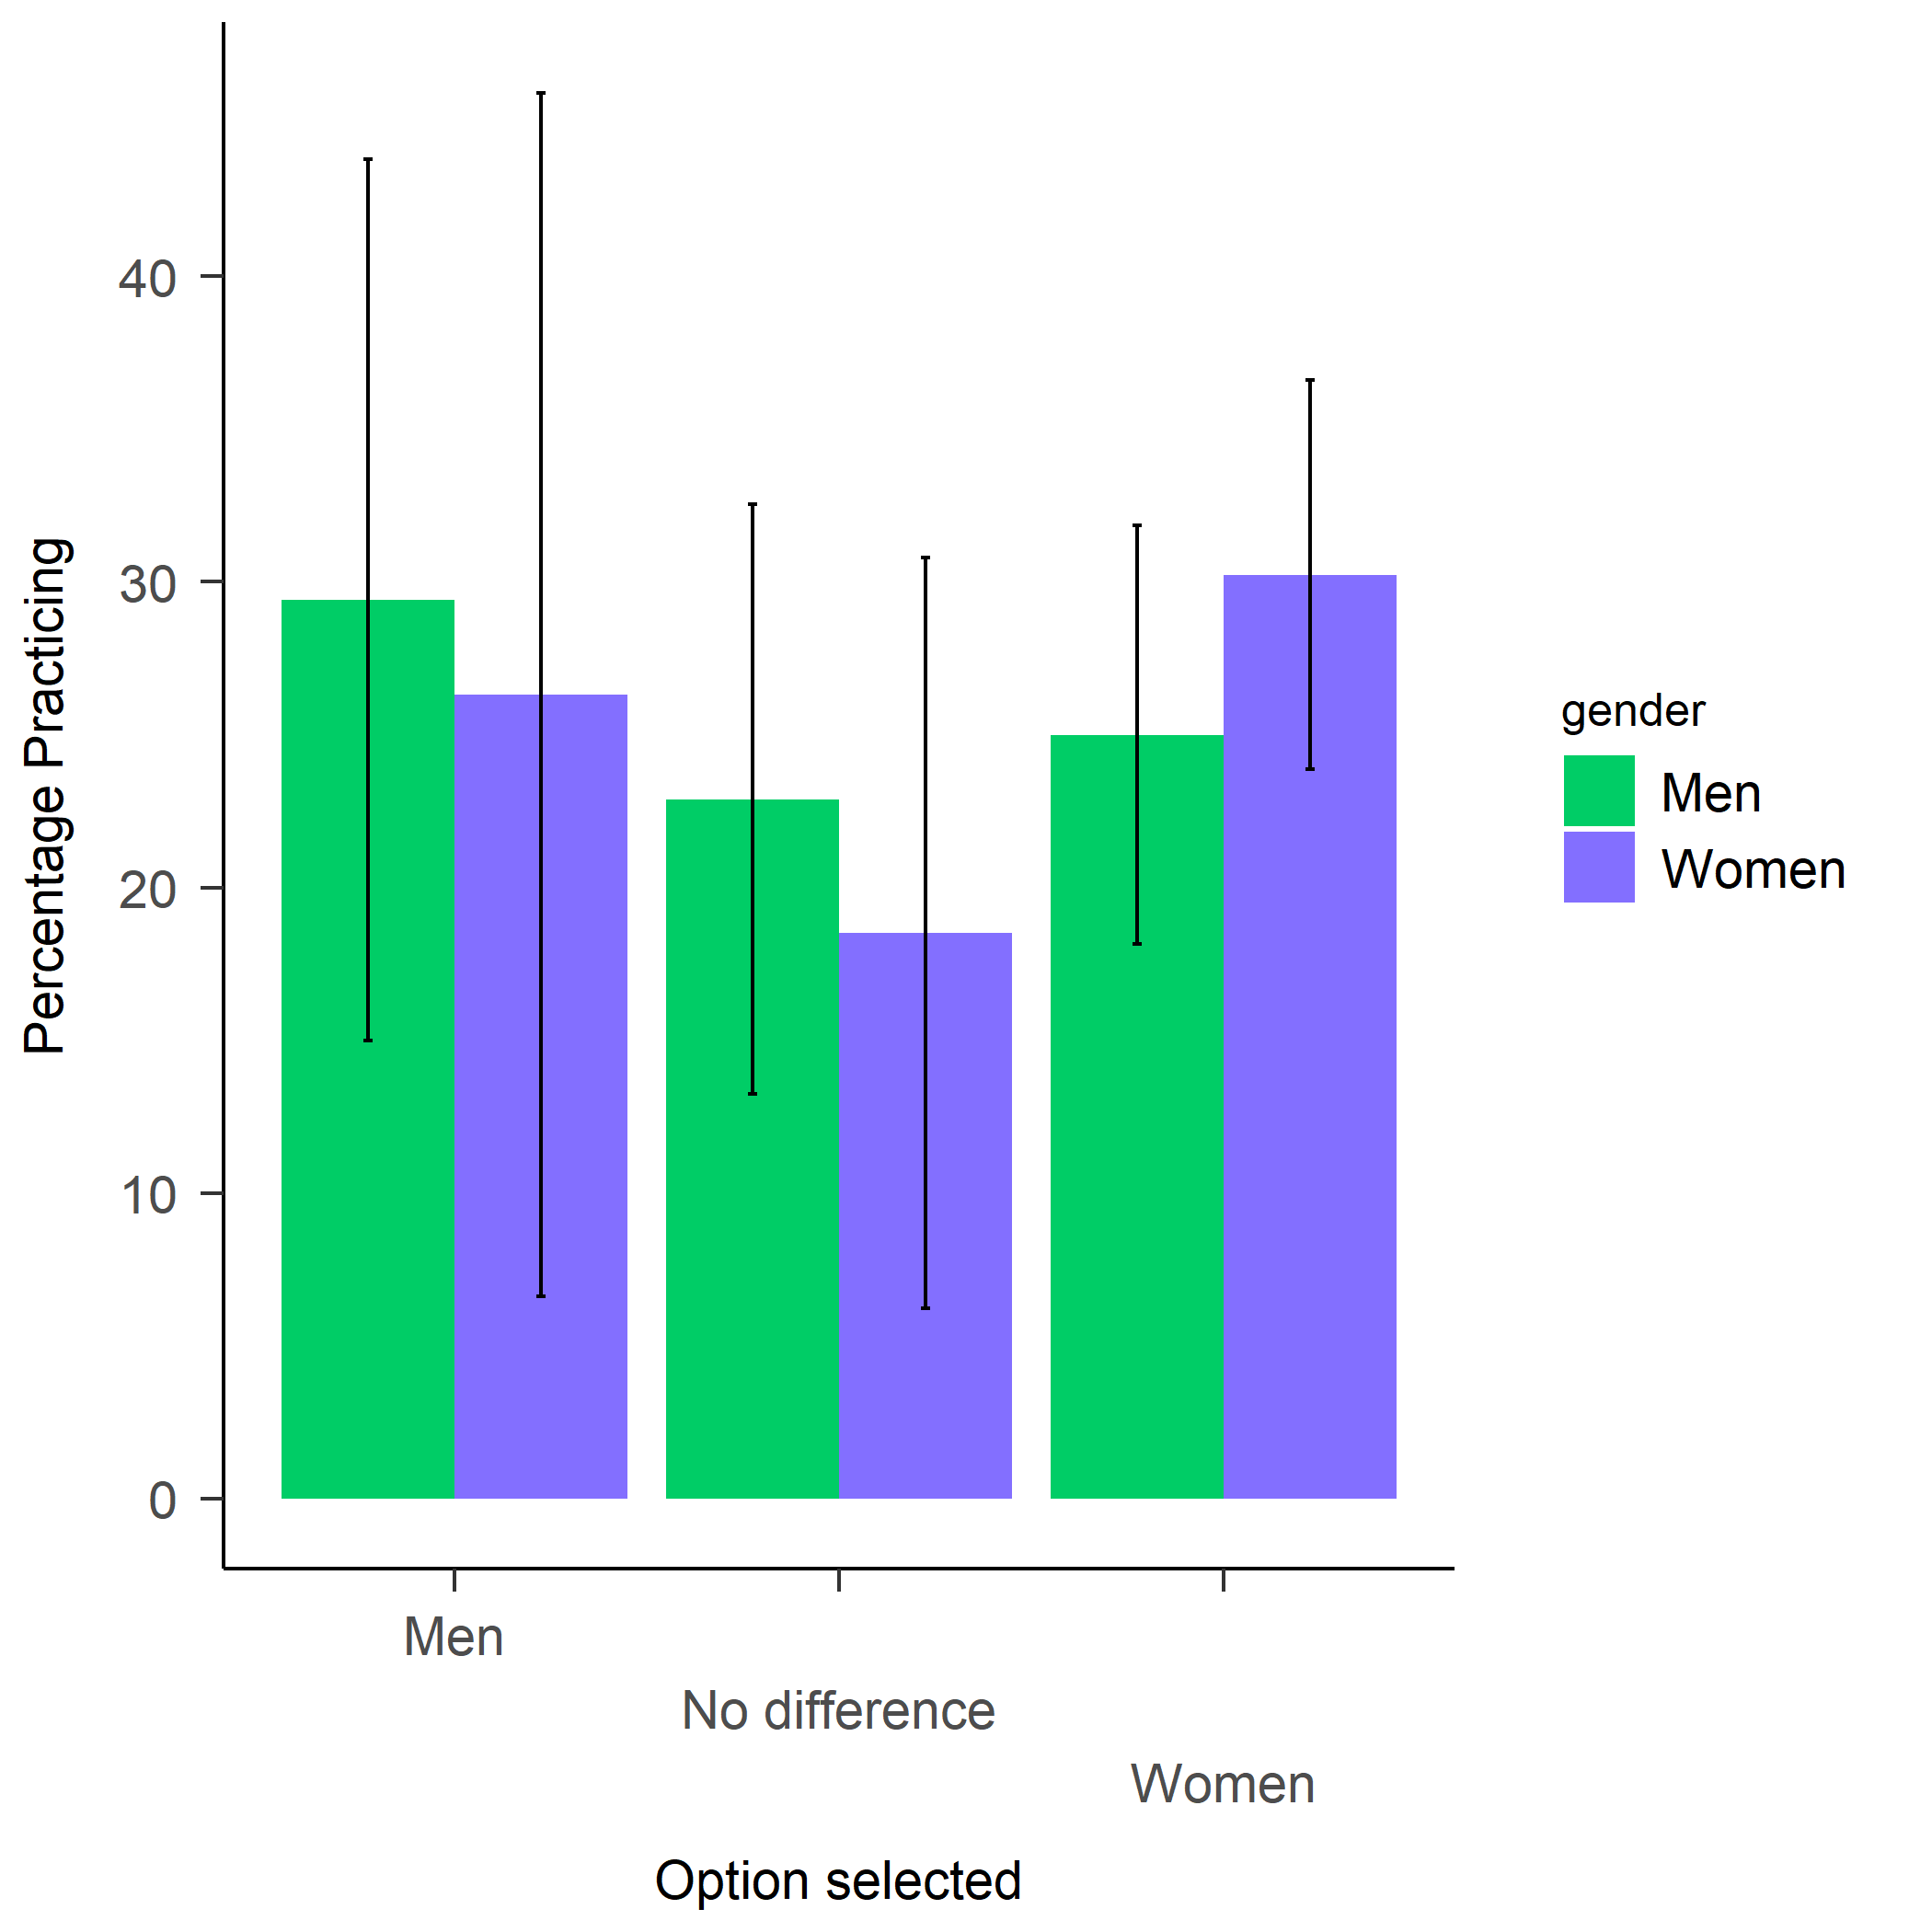 Percentage Practicing
40
30
20
10
0
Men
No difference
Women
Option selected
gender
Men
Women